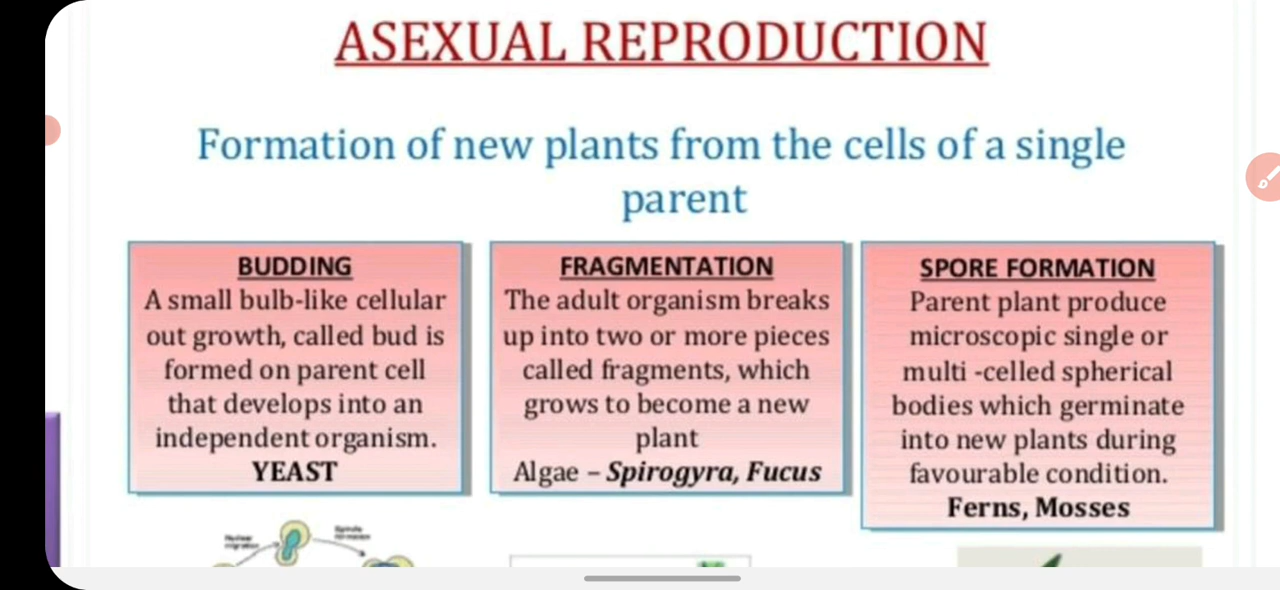 ASEXUAL REPRODUCTION
Formation of new plants from the cells of a single
parent
BUDDING
A small bulb-like cellular
out growth, called bud is
formed on parent cell
that develops into an
independent organism.
YEAST
FRAGMENTATION
The adult organism breaks
up into two or more pieces
called fragments, which
grows to become a new
plant
Algae – Spirogyra, Fucus
SPORE FORMATION
Parent plant produce
microscopic single or
multi -celled spherical
bodies which germinate
into new plants during
favourable condition.
Ferns, Mosses
Nuclear
migration